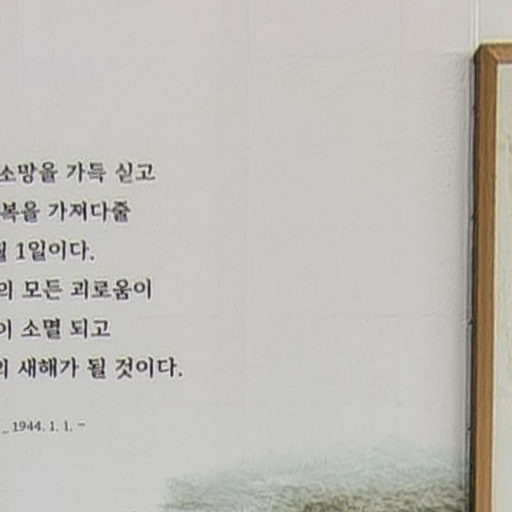 소망을 가득 싣고
복을 가져다줄
1일이다.
의 모든 괴로움이
이 소멸 되고
의 새해가 될 것이다.
_ 1944. 1. 1. –